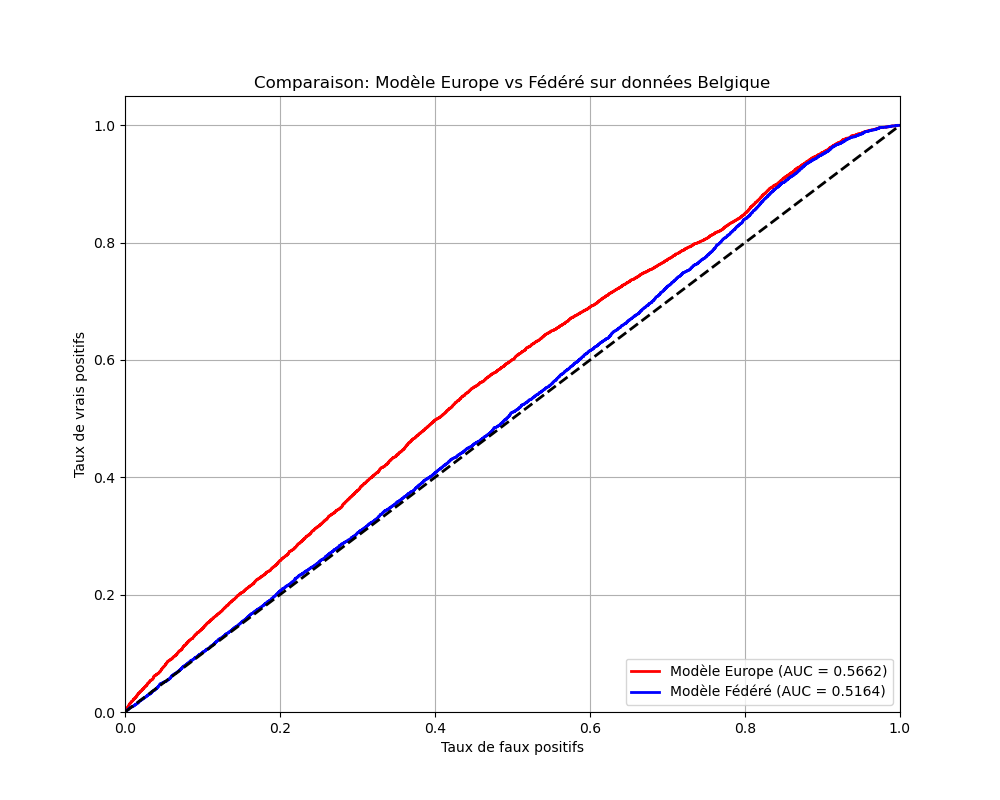 Comparaison: Modèle Europe vs Fédéré sur données Belgique
Taux de vrais positifs
1.0
0.8
0.6
0.4
0.2
0.0
Modèle Europe (AUC = 0.5662)
Modèle Fédéré (AUC = 0.5164)
0.0 0.2 0.4 0.6 0.8 1.0
Taux de faux positifs